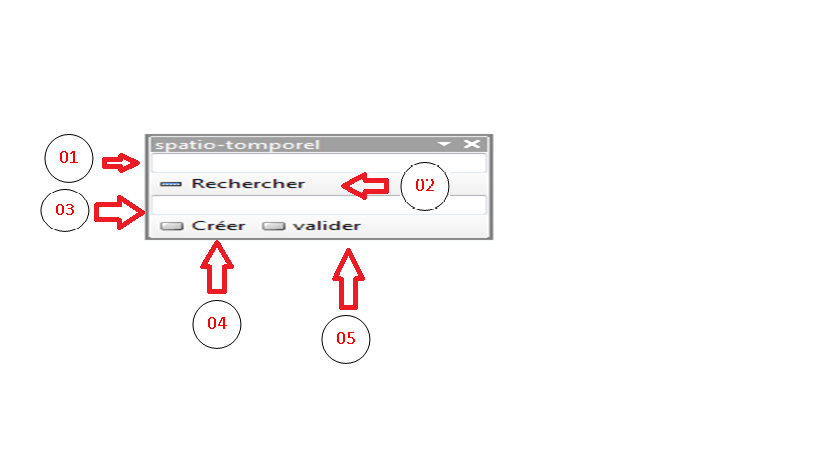 spatio-tomporel
01
Rechercher
02
03
Créer valider
04
05